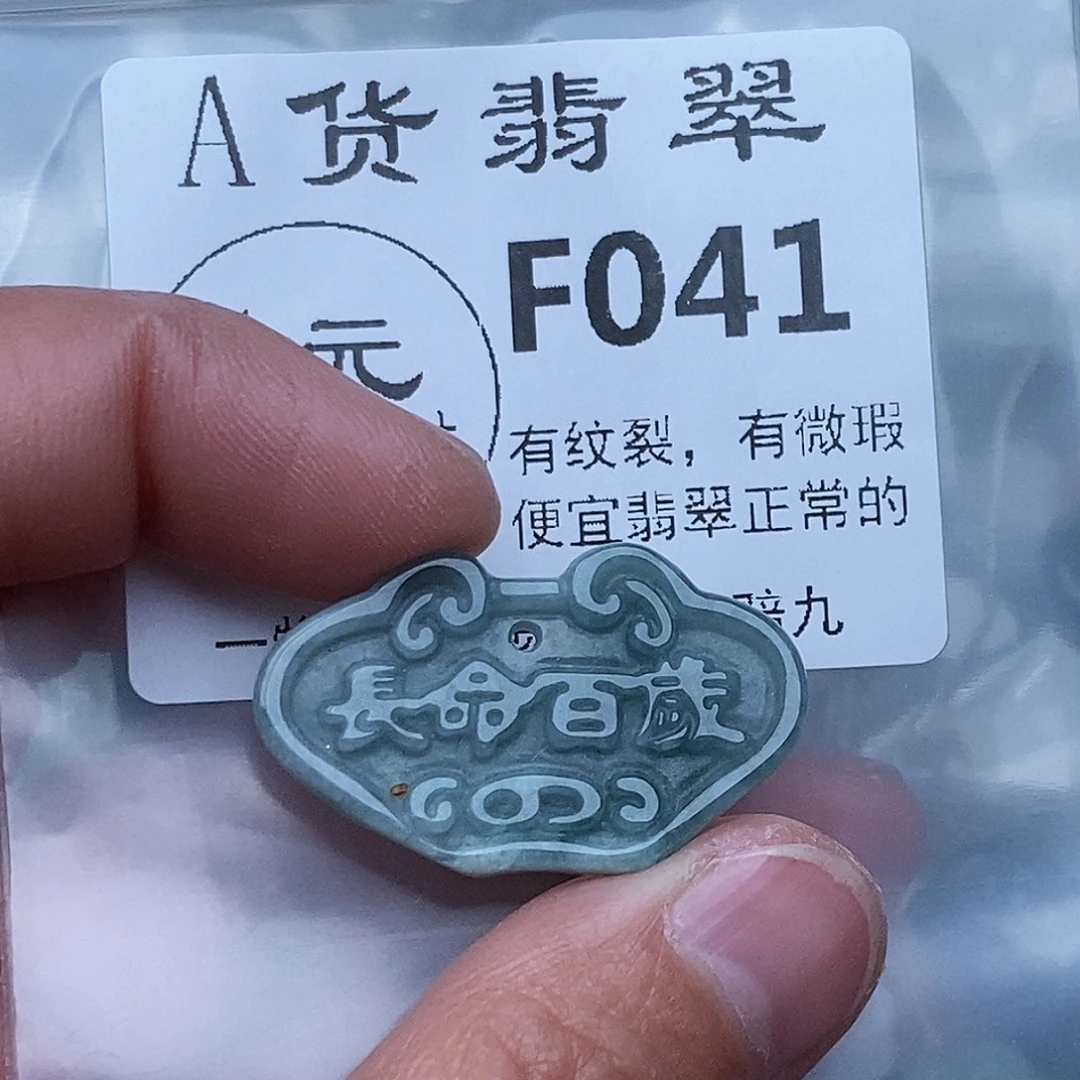 A货翡翠
F041
元
有纹裂，有微瑕
便宜翡翠正常的
赔九
長命百歲